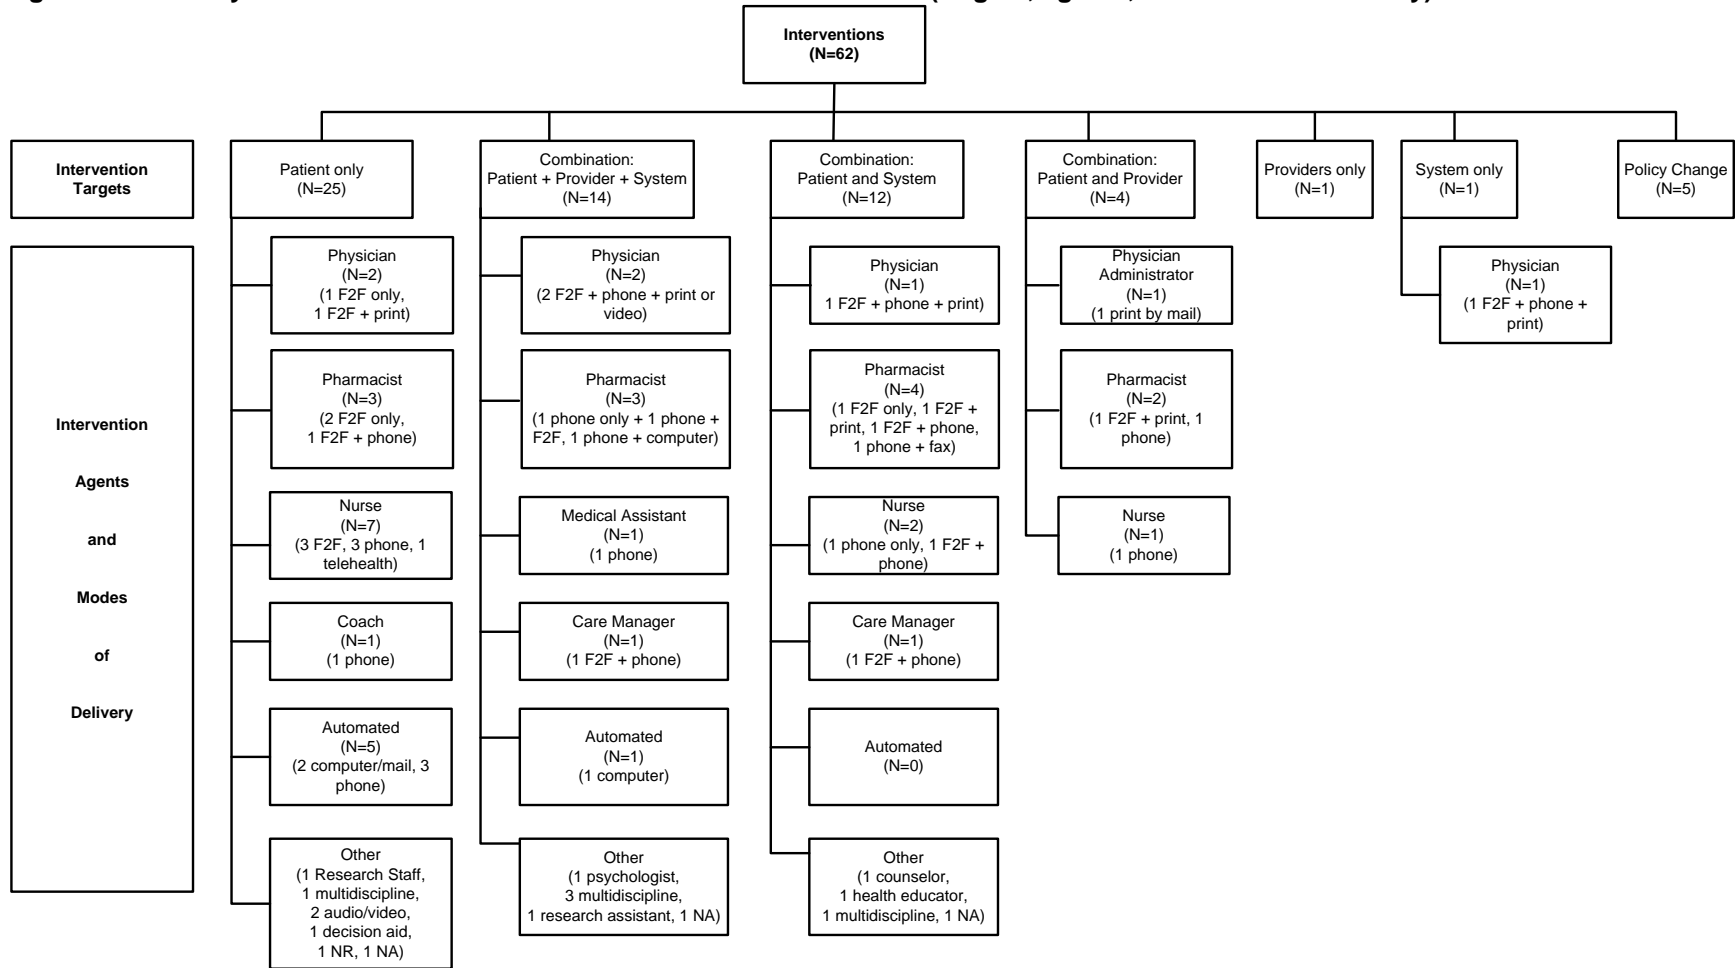 Interventions
(N=62)
Intervention
Targets
Patient only
(N=25)
Combination:
Patient + Provider + System
(N=14)
Combination:
Patient and System
(N=12)
Combination:
Patient and Provider
(N=4)
Providers only
(N=1)
System only
(N=1)
Policy Change
(N=5)
Intervention
Agents
and
Modes
of
Delivery
Physician
(N=2)
(1 F2F only,
1 F2F + print)
Pharmacist
(N=3)
(2 F2F only,
1 F2F + phone)
Nurse
(N=7)
(3 F2F, 3 phone, 1
telehealth)
Coach
(N=1)
(1 phone)
Automated
(N=5)
(2 computer/mail, 3
phone)
Other
(1 Research Staff,
1 multidiscipline,
2 audio/video,
1 decision aid,
1 NR, 1 NA)
Physician
(N=2)
(2 F2F + phone + print or
video)
Pharmacist
(N=3)
(1 phone only + 1 phone +
F2F, 1 phone + computer)
Medical Assistant
(N=1)
(1 phone)
Care Manager
(N=1)
(1 F2F + phone)
Automated
(N=1)
(1 computer)
Other
(1 psychologist,
3 multidiscipline,
1 research assistant, 1 NA)
Physician
(N=1)
1 F2F + phone + print)
Pharmacist
(N=4)
(1 F2F only, 1 F2F +
print, 1 F2F + phone,
1 phone + fax)
Nurse
(N=2)
(1 phone only, 1 F2F +
phone)
Care Manager
(N=1)
(1 F2F + phone)
Automated
(N=0)
Other
(1 counselor,
1 health educator,
1 multidiscipline, 1 NA)
Physician
Administrator
(N=1)
(1 print by mail)
Pharmacist
(N=2)
(1 F2F + print, 1
phone)
Nurse
(N=1)
(1 phone)
Physician
(N=1)
(1 F2F + phone +
print)